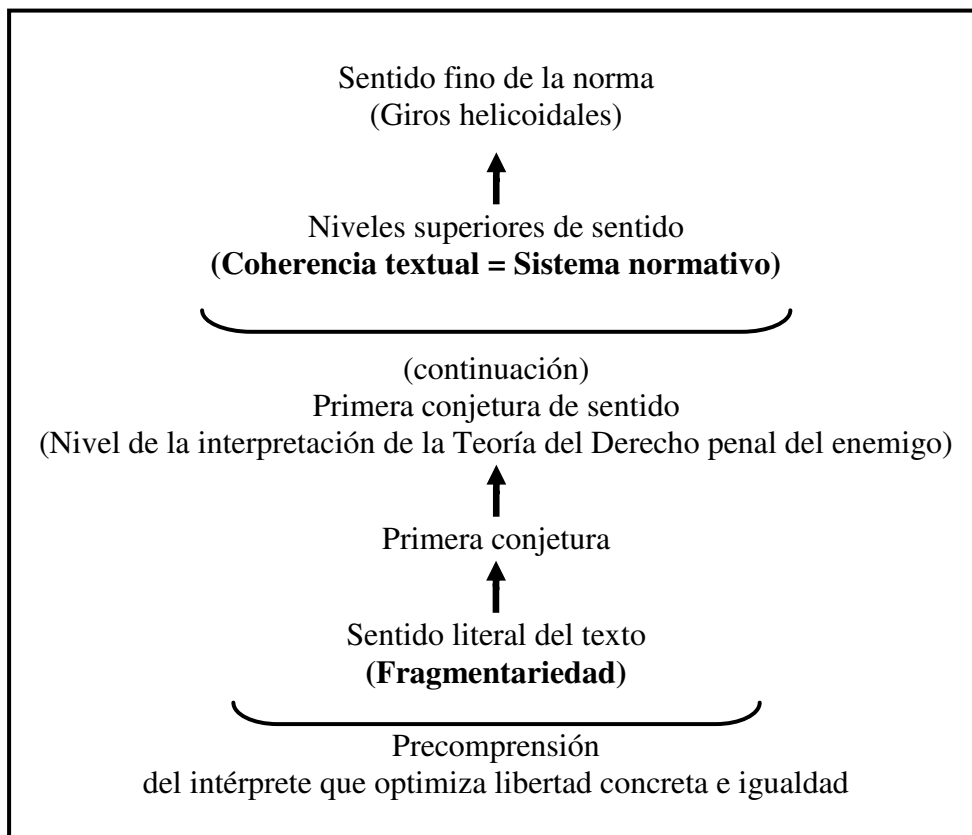 Sentido fino de la norma
(Giros helicoidales)
Niveles superiores de sentido
(Coherencia textual = Sistema normativo)
(continuación)
Primera conjetura de sentido
(Nivel de la interpretación de la Teoría del Derecho penal del enemigo)
Primera conjetura
Sentido literal del texto
(Fragmentariedad)
Precomprensión
del intérprete que optimiza libertad concreta e igualdad